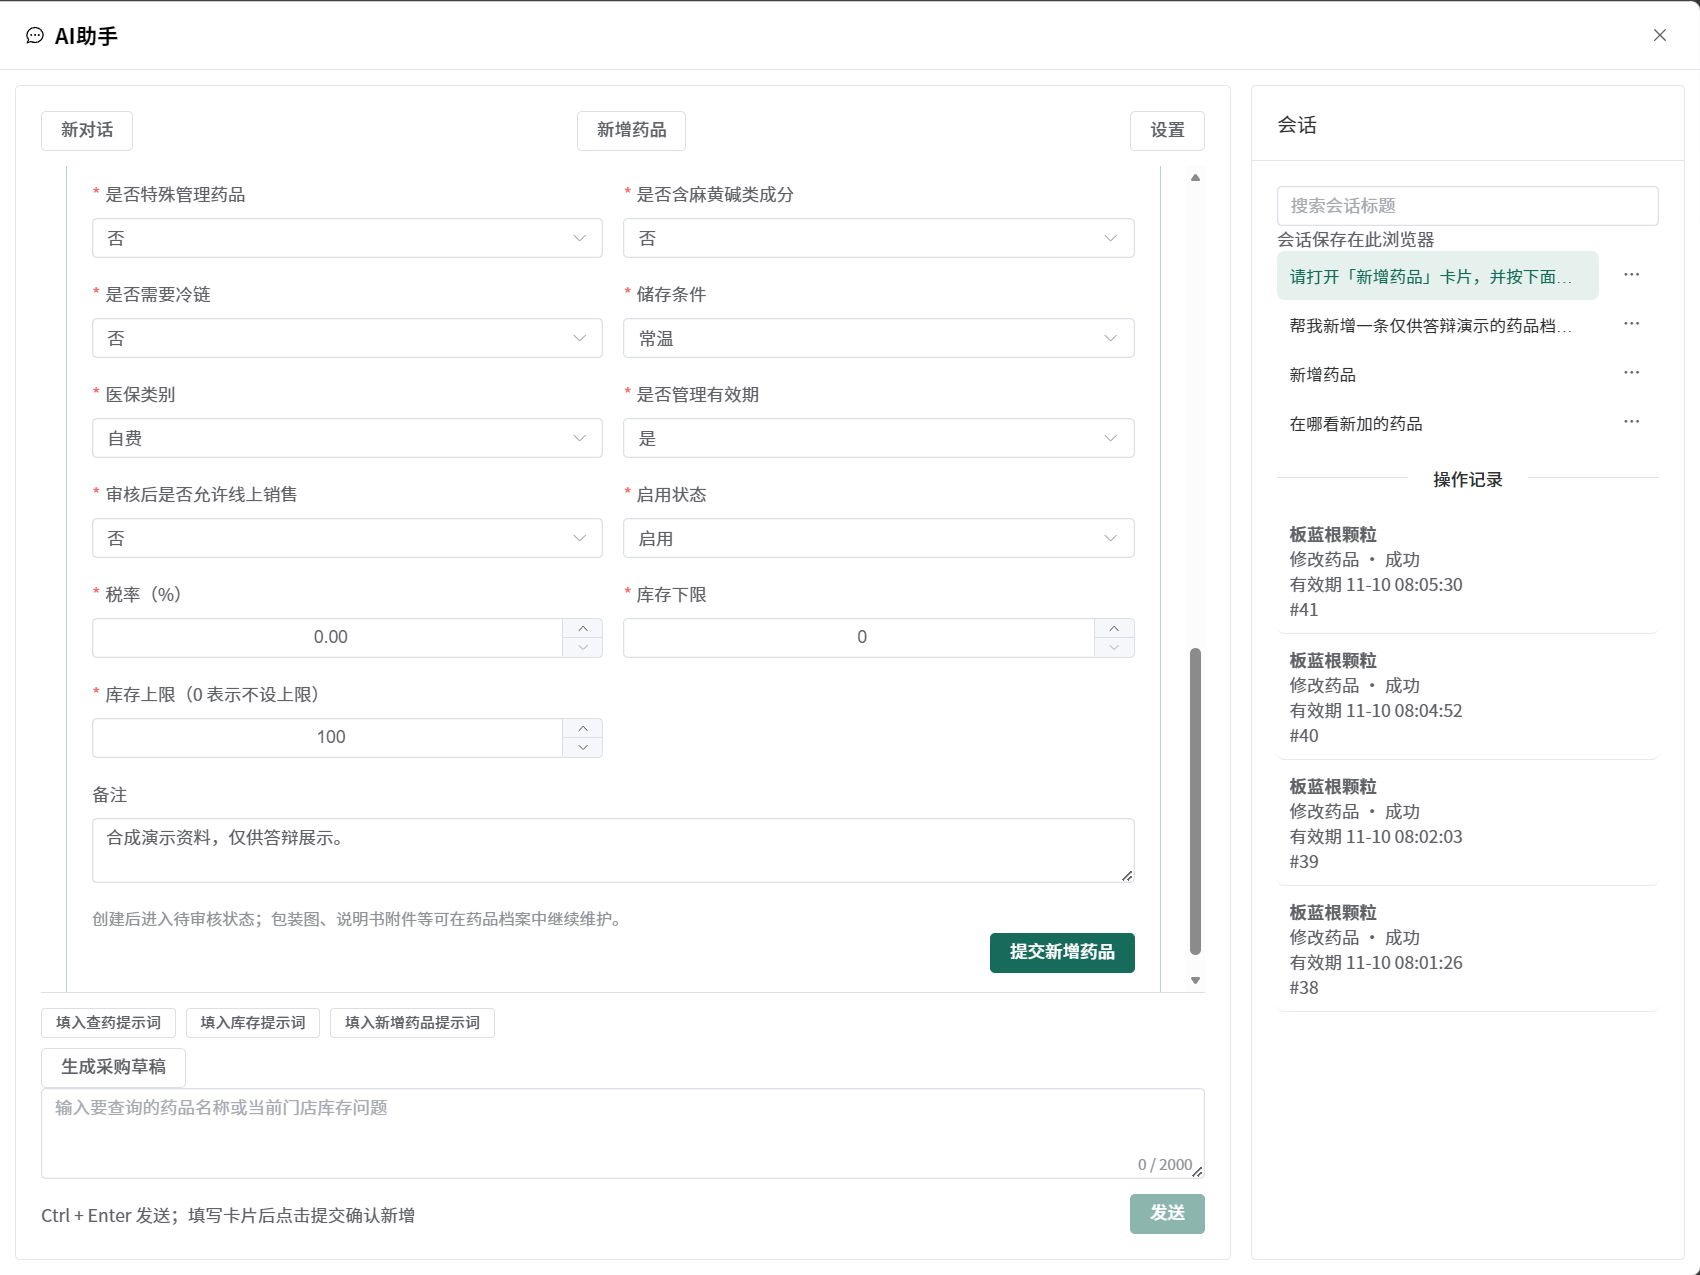 AI助手
新对话
新增药品
设置
* 是否特殊管理药品
* 是否含麻黄碱类成分
否
否
* 是否需要冷链
* 储存条件
否
常温
* 医保类别
* 是否管理有效期
自费
是
* 审核后是否允许线上销售
* 启用状态
否
启用
* 税率（%）
* 库存下限
0.00
0
* 库存上限（0 表示不设上限）
100
备注
合成演示资料，仅供答辩展示。
创建后进入待审核状态；包装图、说明书附件等可在药品档案中继续维护。
提交新增药品
填入查药提示词
填入库存提示词
填入新增药品提示词
生成采购草稿
输入要查询的药品名称或当前门店库存问题
0 / 2000
Ctrl + Enter 发送；填写卡片后点击提交确认新增
发送
会话
搜索会话标题
会话保存在此浏览器
请打开「新增药品」卡片，并按下面...
帮我新增一条仅供答辩演示的药品档...
新增药品
在哪看新加的药品
操作记录
板蓝根颗粒
修改药品 · 成功
有效期 11-10 08:05:30
#41
板蓝根颗粒
修改药品 · 成功
有效期 11-10 08:04:52
#40
板蓝根颗粒
修改药品 · 成功
有效期 11-10 08:02:03
#39
板蓝根颗粒
修改药品 · 成功
有效期 11-10 08:01:26
#38